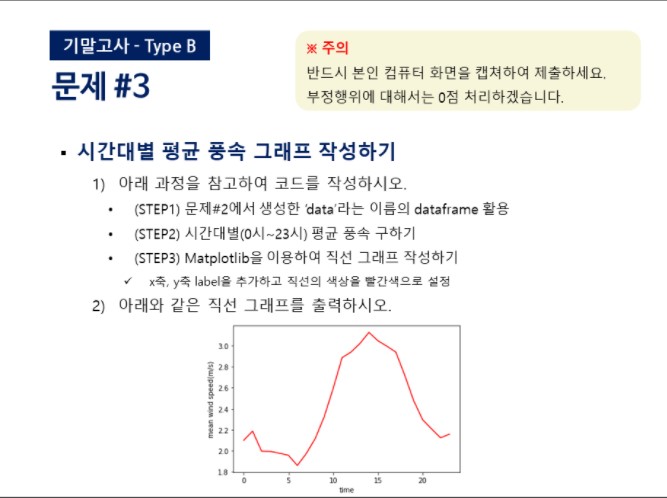 기말고사 - Type B
문제 #3
※ 주의
반드시 본인 컴퓨터 화면을 캡쳐하여 제출하세요.
부정행위에 대해서는 0점 처리하겠습니다.
▪ 시간대별 평균 풍속 그래프 작성하기
1) 아래 과정을 참고하여 코드를 작성하시오.
• (STEP1) 문제#2에서 생성한 'data'라는 이름의 dataframe 활용
• (STEP2) 시간대별(0시~23시) 평균 풍속 구하기
• (STEP3) Matplotlib을 이용하여 직선 그래프 작성하기
✓ x축, y축 label을 추가하고 직선의 색상을 빨간색으로 설정
2) 아래와 같은 직선 그래프를 출력하시오.
mean wind speed(m/s)
3.0
2.8
2.6
2.4
2.2
2.0
1.8
0 5 10 15 20
time